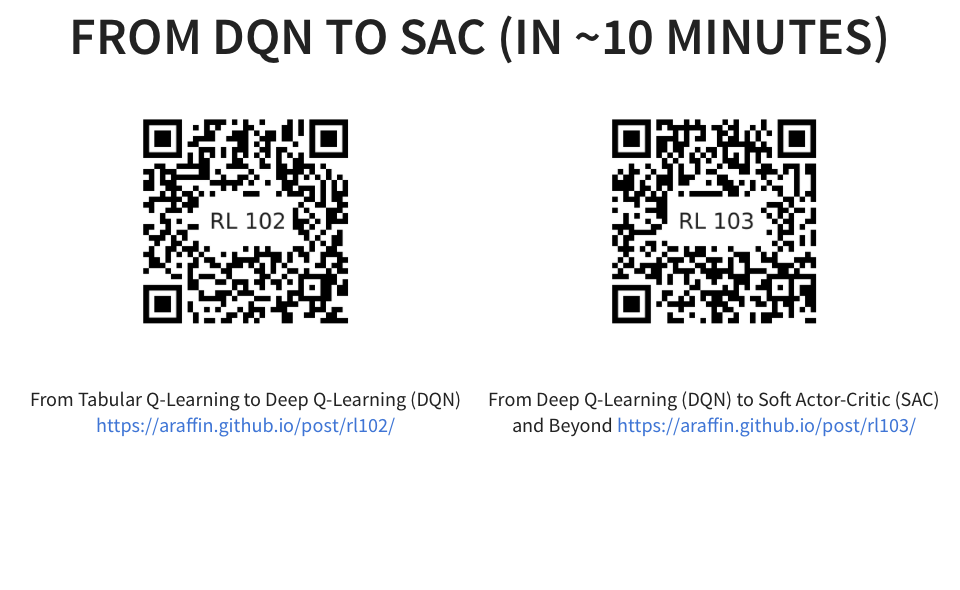 FROM DQN TO SAC (IN ~10 MINUTES)
RL 102
RL 103
From Tabular Q-Learning to Deep Q-Learning (DQN)
https://araffin.github.io/post/rl102/
From Deep Q-Learning (DQN) to Soft Actor-Critic (SAC)
and Beyond https://araffin.github.io/post/rl103/